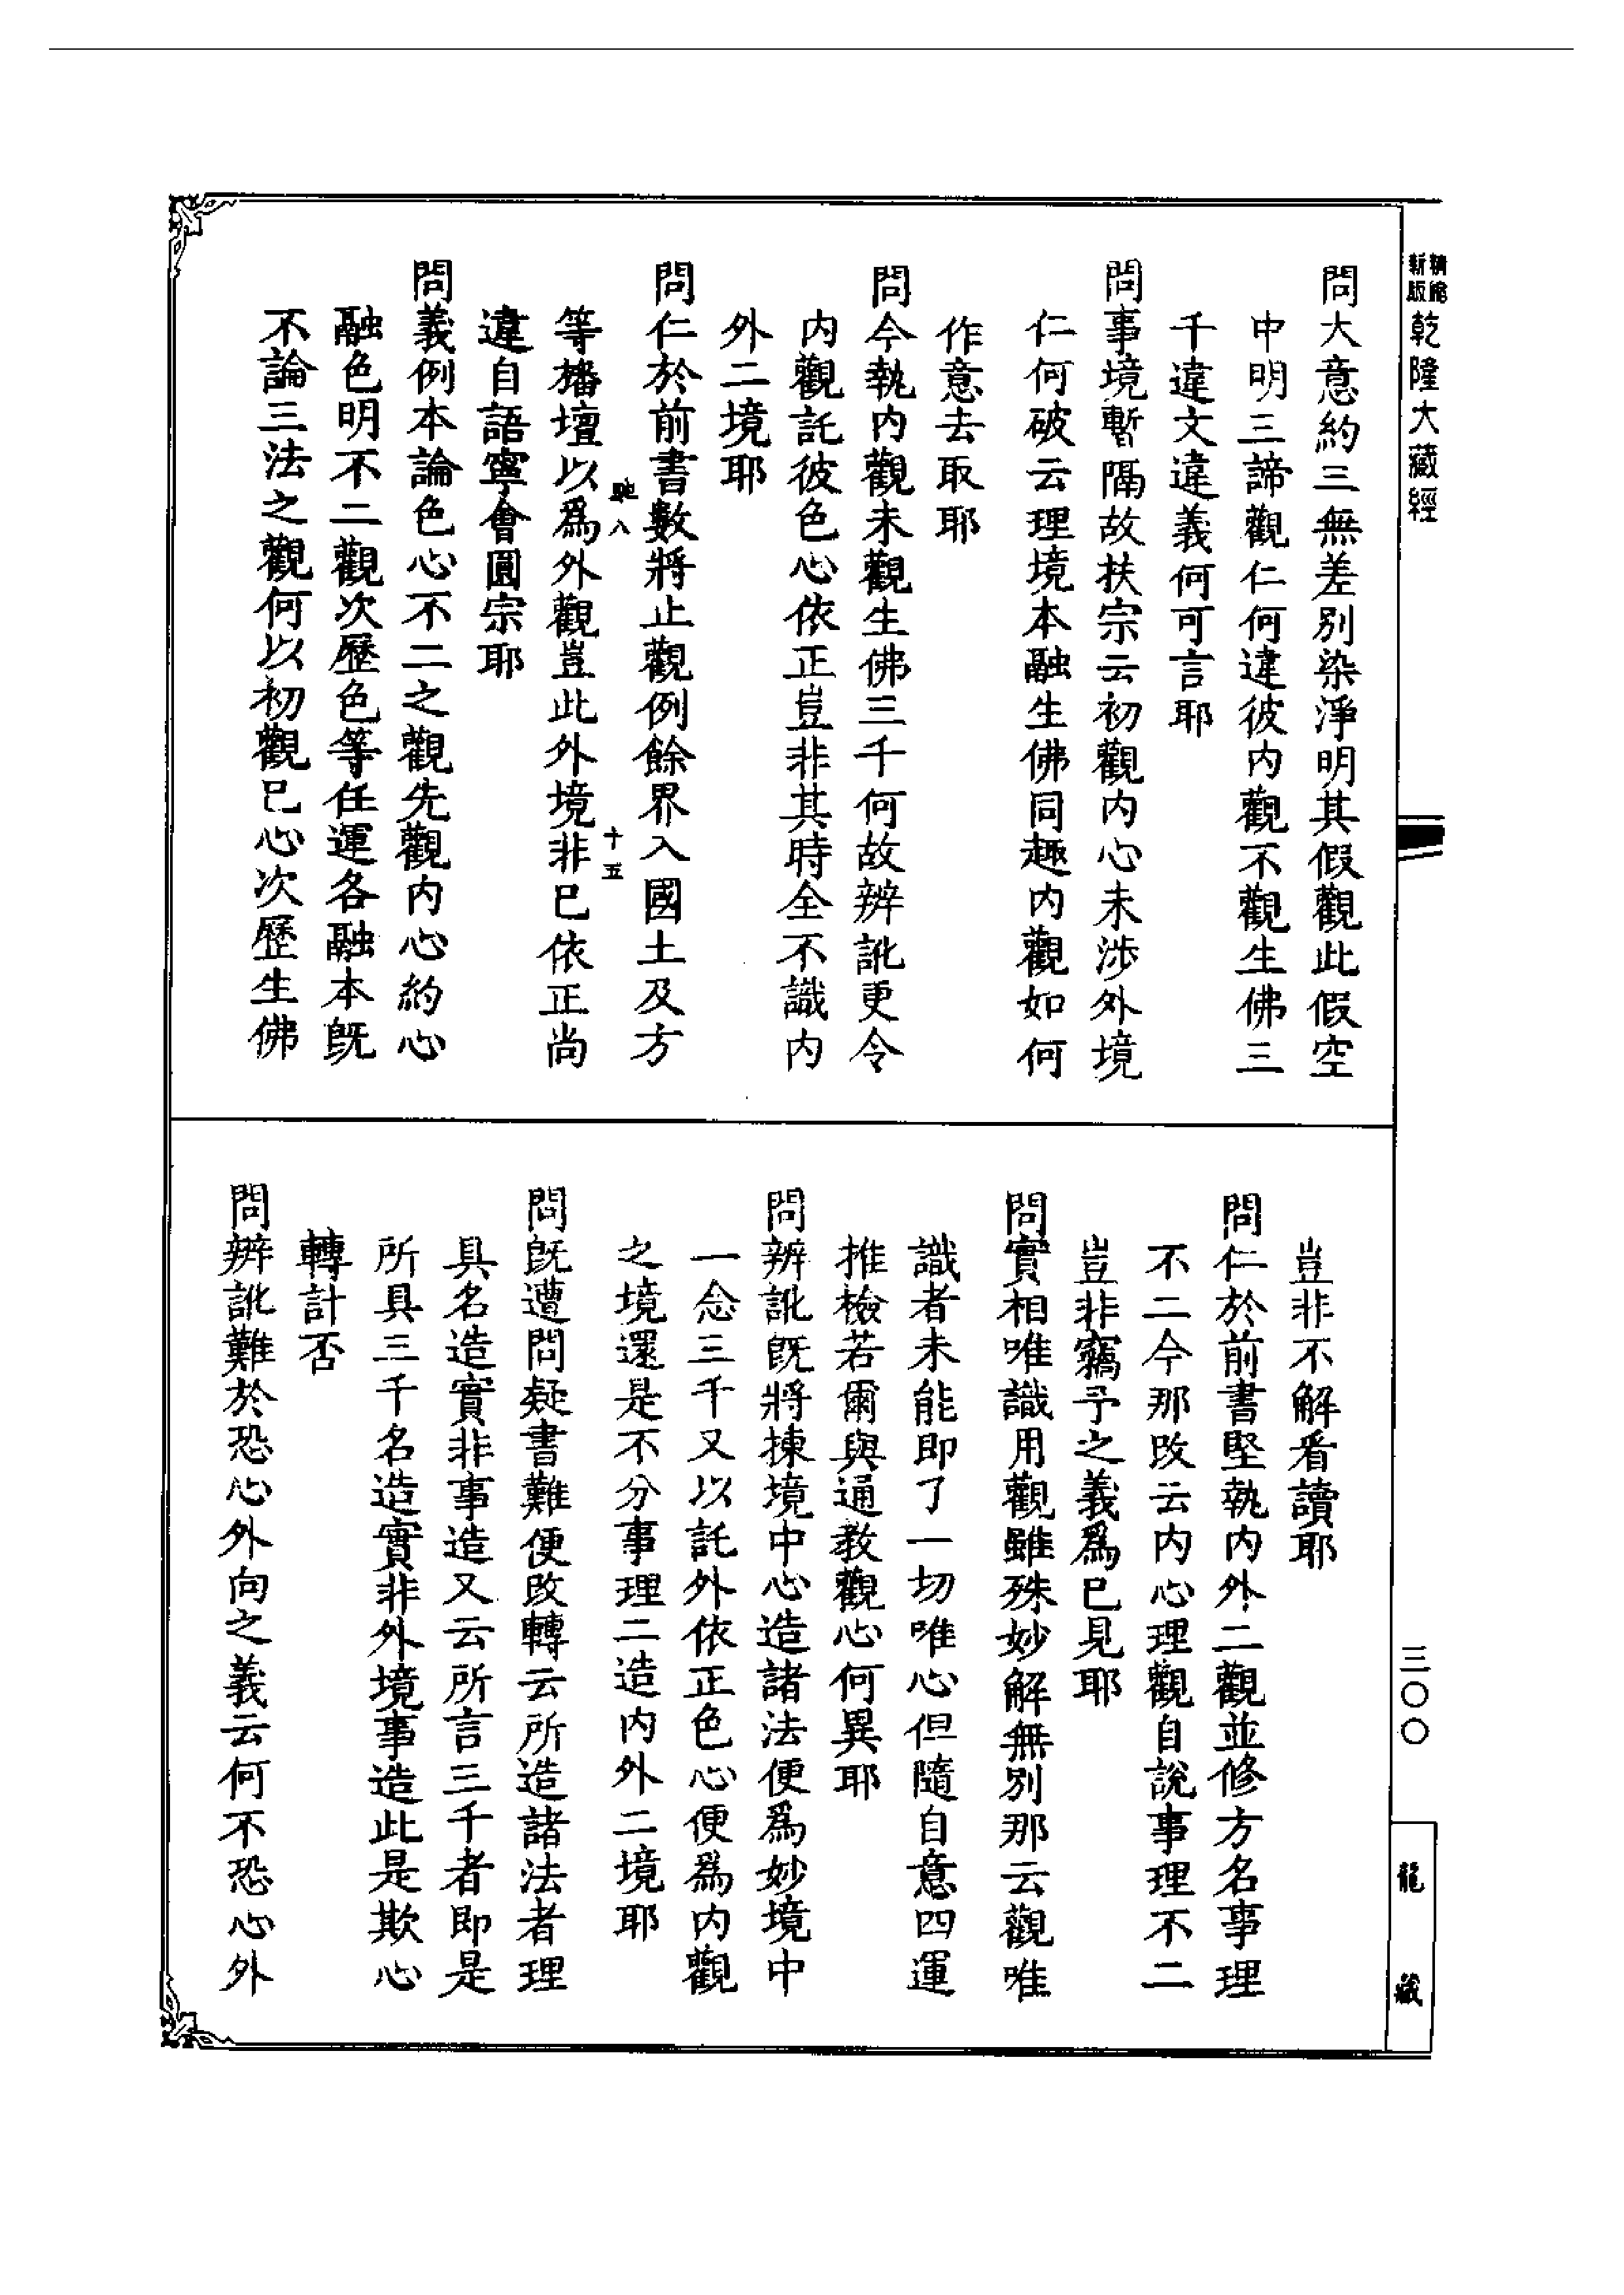 精縮新版 乾隆大藏經
問大意約三無差別染淨明其假觀此假空
中明三諦觀仁何違彼内觀不觀生佛三
千違文違義何可言耶
問事境暫隔故扶宗云初觀内心未涉外境
仁何破云理境本融生佛同趣内觀如何
作意去取耶
問今執内觀未觀生佛三千何故辨訛更令
内觀託彼色心依正豈非其時全不識内
外二境耶
問仁於前書數將止觀例餘界入國土及方
馳八 十五
等旛壇以爲外觀豈此外境非已依正尚
違自語寧會圓宗耶
問義例本論色心不二之觀先觀内心約心
融色明不二觀次歷色等任運各融本既
不論三法之觀何以初觀已心次歷生佛
豈非不解看讀耶
問仁於前書堅執内外二觀並修方名事理
不二今那改云内心理觀自説事理不二
豈非竊予之義爲已見耶
問實相唯識用觀雖殊妙解無別那云觀唯
識者未能即了一切唯心但隨自意四運
推檢若爾與通教觀心何異耶
問辨訛既將揀境中心造諸法便爲妙境中
一念三千又以託外依正色心便爲内觀
之境還是不分事理二造内外二境耶
問既遭問疑書難便改轉云所造諸法者理
具名造實非事造又云所言三千者即是
所具三千名造實非外境事造此是欺心
轉計否
問辨訛難於恐心外向之義云何不恐心外
三〇〇
龍藏